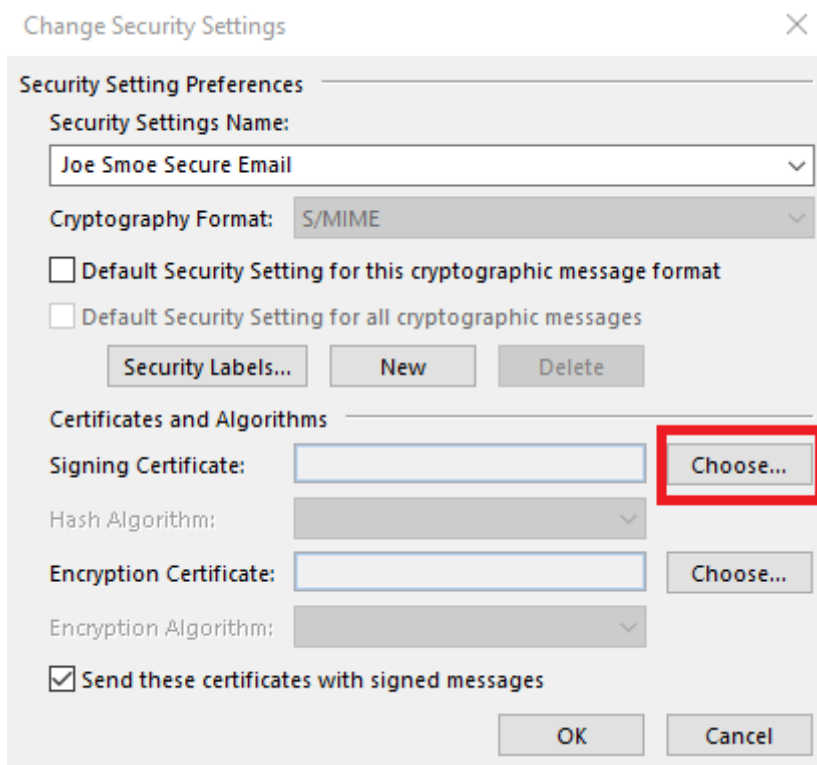 Change Security Settings
Security Setting Preferences
Security Settings Name:
Joe Smoe Secure Email
Cryptography Format: S/MIME
Default Security Setting for this cryptographic message format
Default Security Setting for all cryptographic messages
Security Labels... New Delete
Certificates and Algorithms
Signing Certificate: Choose...
Hash Algorithm:
Encryption Certificate: Choose...
Encryption Algorithm:
Send these certificates with signed messages
OK Cancel